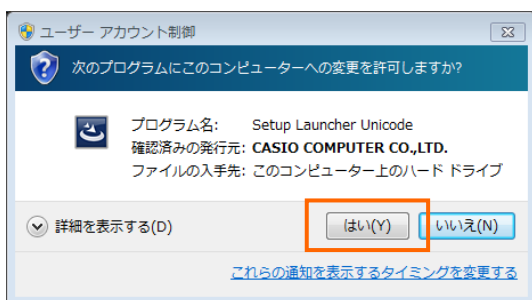 ユーザー アカウント制御
次のプログラムにこのコンピューターへの変更を許可しますか?
プログラム名: Setup Launcher Unicode
確認済みの発行元: CASIO COMPUTER CO.,LTD.
ファイルの入手先: このコンピューター上のハード ドライブ
詳細を表示する(D) はい(Y) いいえ(N)
これらの通知を表示するタイミングを変更する